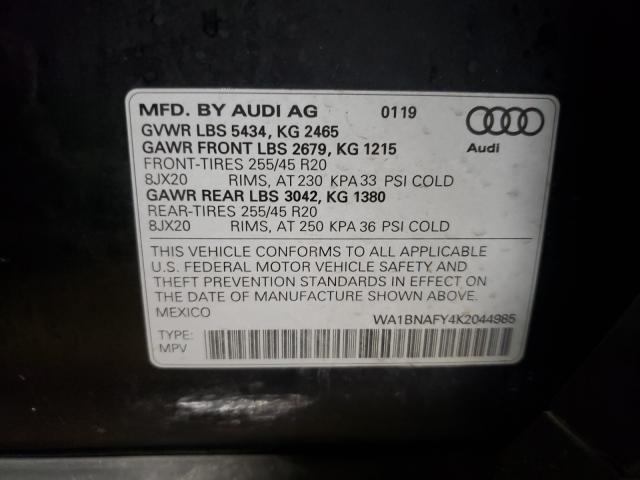 MFD. BY AUDI AG 01 19
GVWR LBS 5434, KG 2465
GAWR FRONT LBS 2679, KG 1215
FRONT-TIRES 255/45 R20
8JX20 RIMS, AT 230 KPA 33 PSI COLD
GAWR REAR LBS 3042, KG 1380
REAR-TIRES 255/45 R20
8JX20 RIMS, AT 250 KPA 36 PSI COLD
Audi
THIS VEHICLE CONFORMS TO ALL APPLICABLE
U.S. FEDERAL MOTOR VEHICLE SAFETY AND
THEFT PREVENTION STANDARDS IN EFFECT ON
THE DATE OF MANUFACTURE SHOWN ABOVE.
MEXICO WA1BNAFY4K2044985
TYPE:
MPV